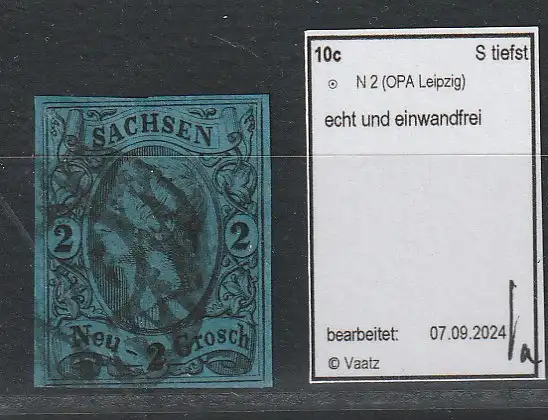 SACHSEN
2 2
Neu - 2 Grosch
10c S tiefst
⊙ N 2 (OPA Leipzig)
echt und einwandfrei
bearbeitet: 07.09.2024
© Vaatz